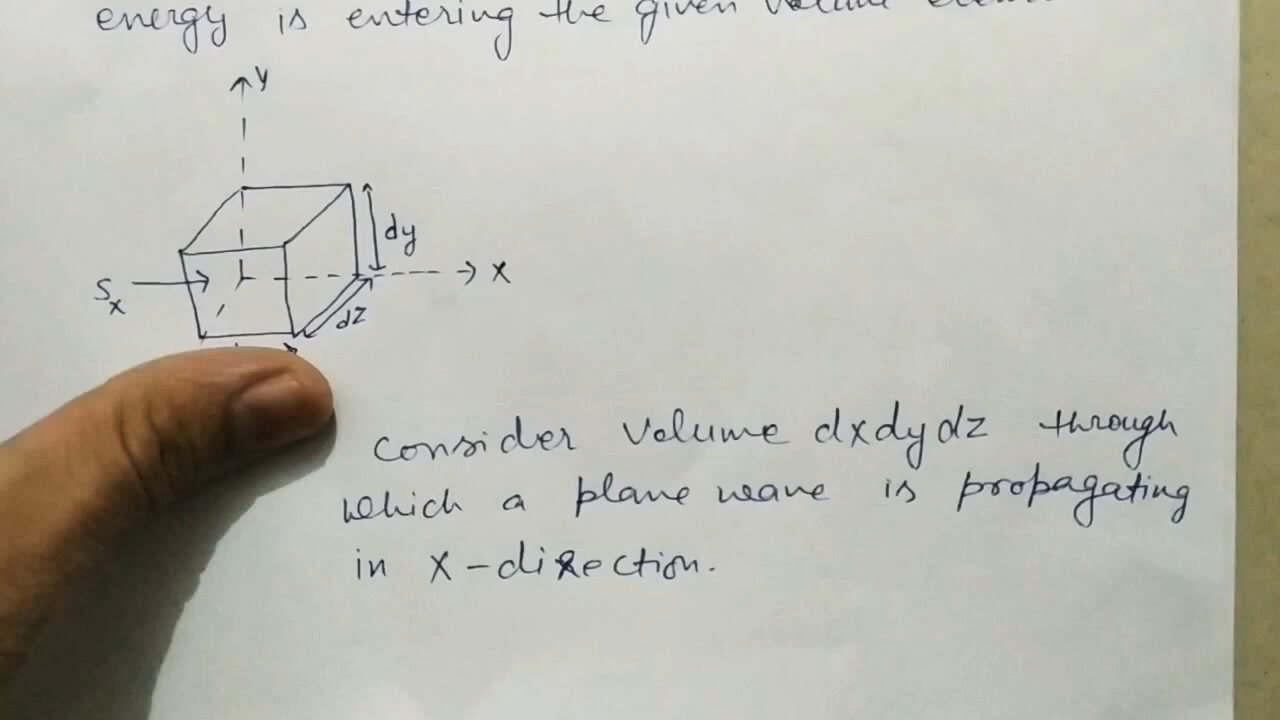 energy is entering the given volume
Y
dy
Sx
X
dz
Consider Volume dxdydz through
which a plane wave is propagating
in X-direction.